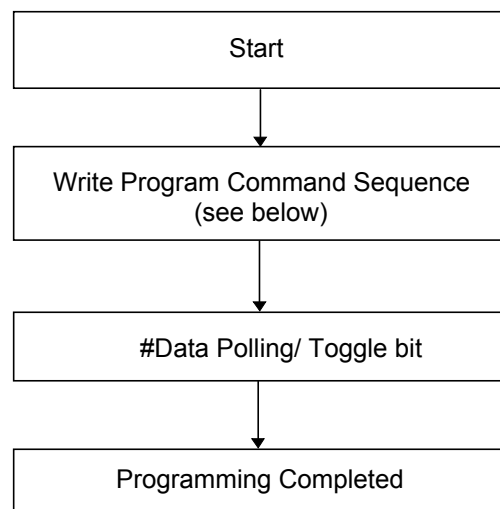 Start
Write Program Command Sequence
(see below)
#Data Polling/ Toggle bit
Programming Completed